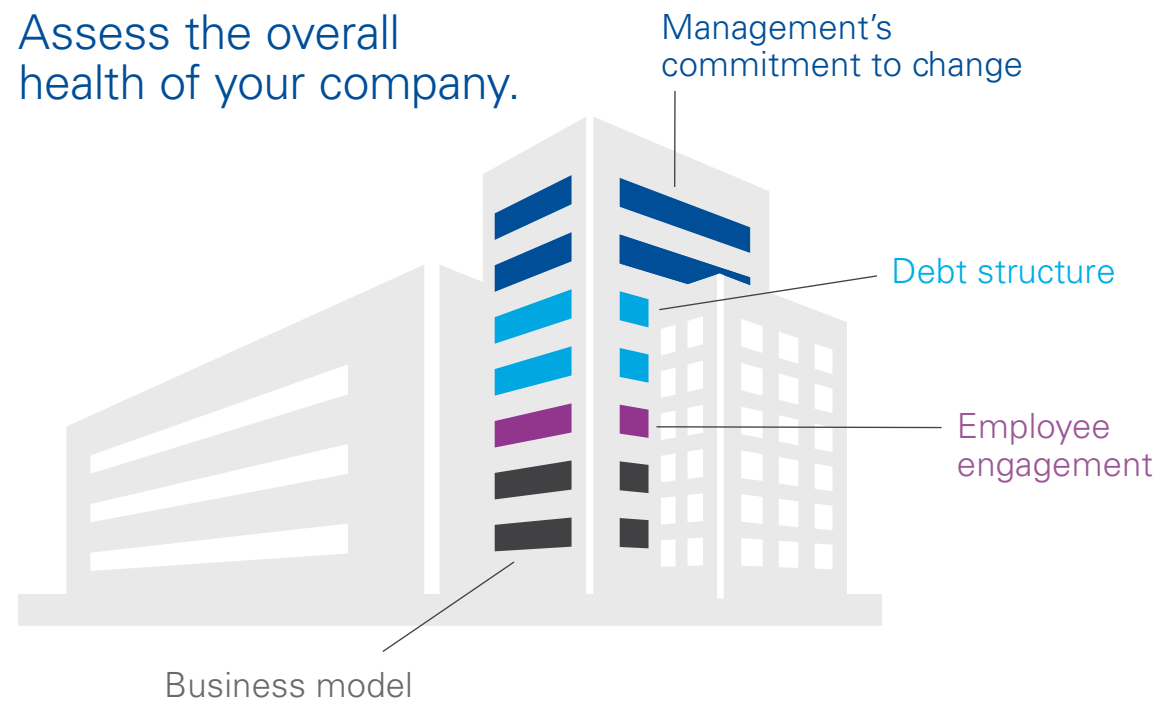 Assess the overall
health of your company.
Management’s
commitment to change
Debt structure
Employee
engagement
Business model